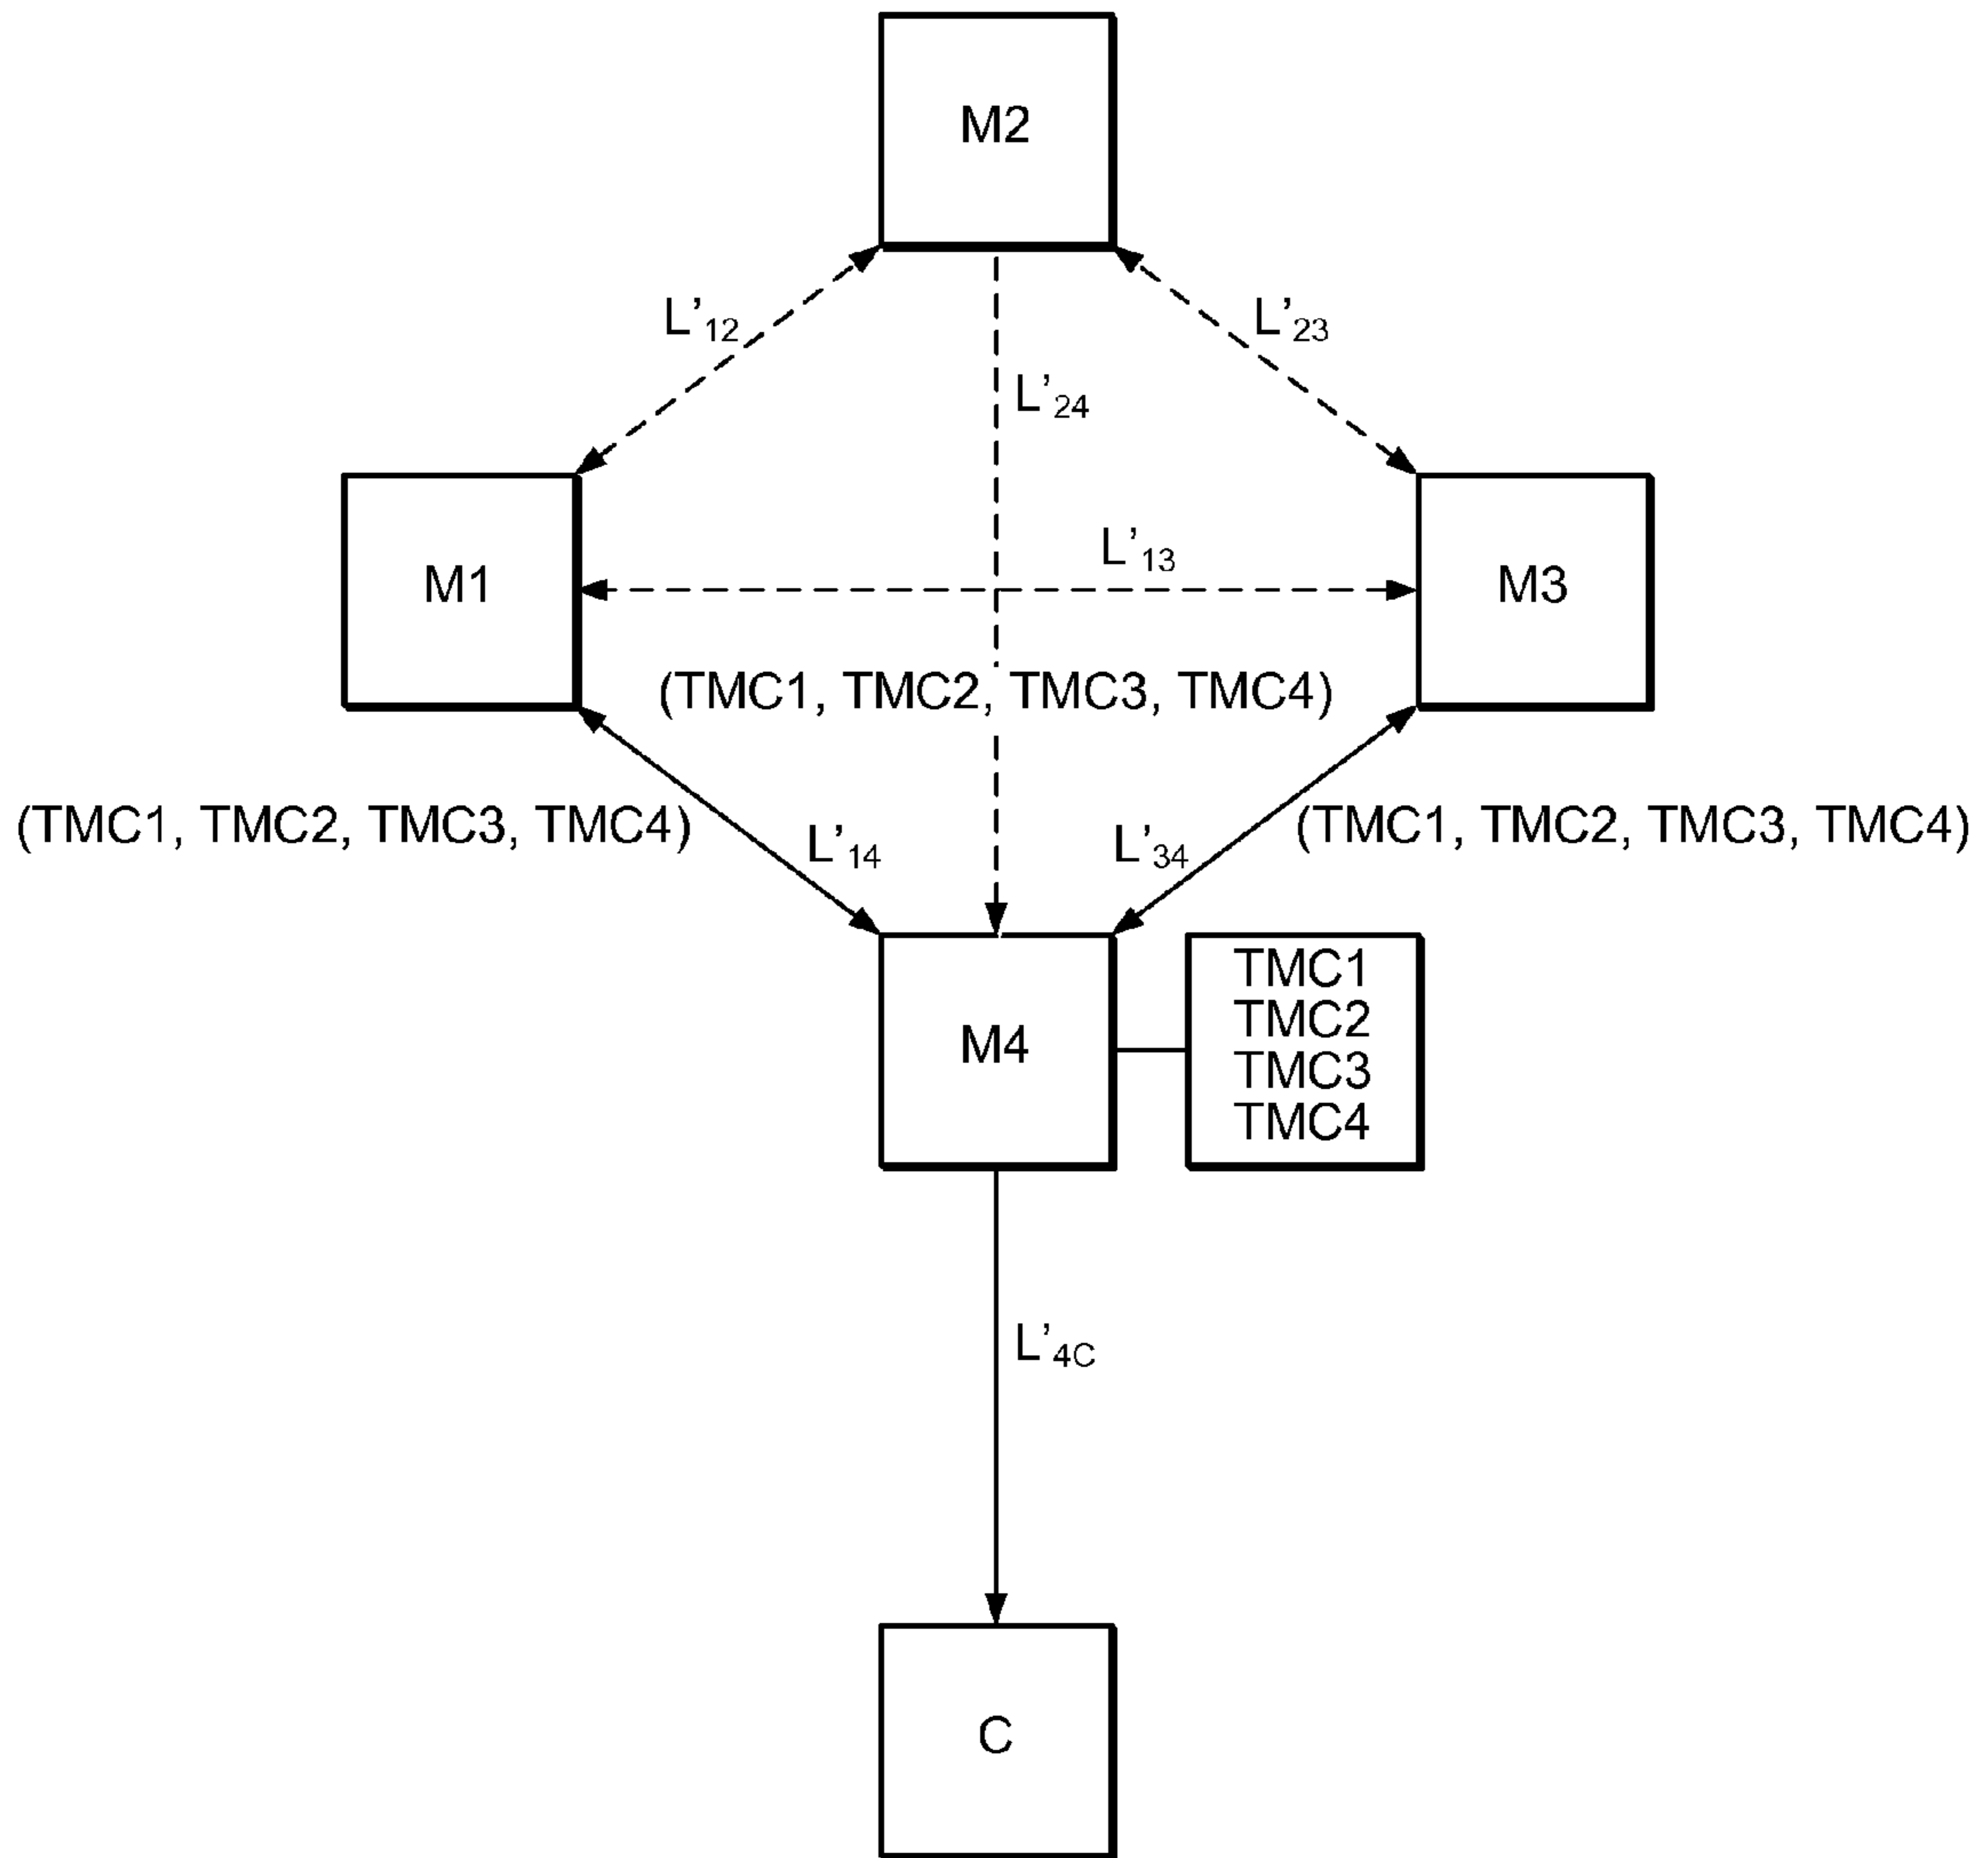 M2
L’12
L’23
L’24
L’13
M1
M3
(TMC1, TMC2, TMC3, TMC4)
(TMC1, TMC2, TMC3, TMC4)
L’14
L’34
(TMC1, TMC2, TMC3, TMC4)
M4
TMC1
TMC2
TMC3
TMC4
L’4C
C